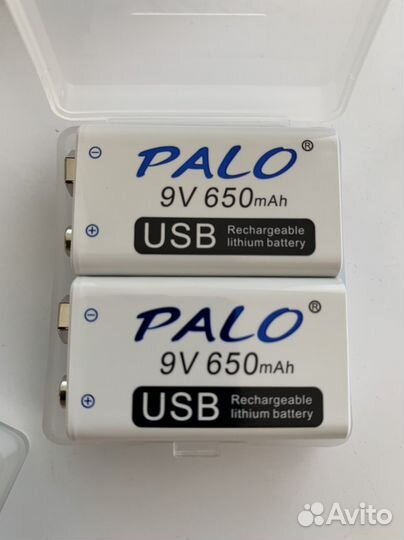 PALO®
9V 650mAh
USB Rechargeable
lithium battery
PALO®
9V 650mAh
USB Rechargeable
lithium battery
Avito